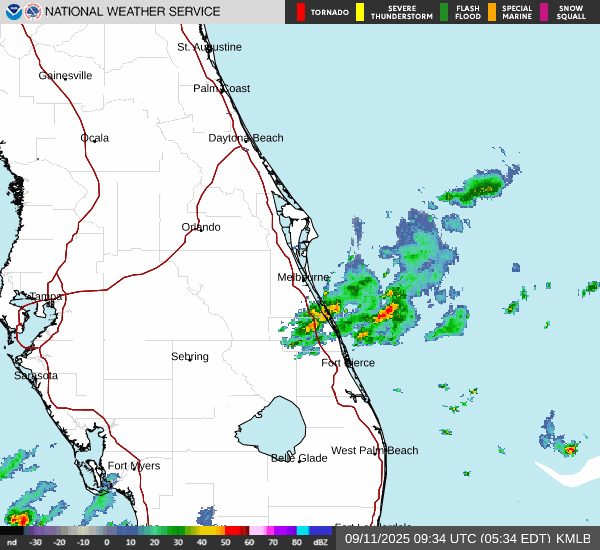 NATIONAL WEATHER SERVICE
TORNADO
SEVERE
THUNDERSTORM
FLASH
FLOOD
SPECIAL
MARINE
SNOW
SQUALL
St. Augustine
Gainesville
Palm Coast
Ocala
Daytona Beach
Orlando
Melbourne
Tampa
Sebring
Fort Pierce
Sarasota
West Palm Beach
Belle Glade
Fort Myers
nd -30 -20 -10 0 10 20 30 40 50 60 70 80 dBZ
09/11/2025 09:34 UTC (05:34 EDT) KMLB